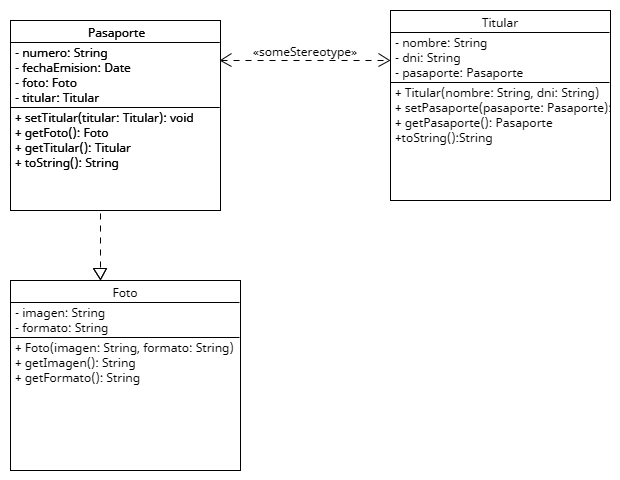 Pasaporte
- numero: String
- fechaEmision: Date
- foto: Foto
- titular: Titular
+ setTitular(titular: Titular): void
+ getFoto(): Foto
+ getTitular(): Titular
+ toString(): String
«someStereotype»
Titular
- nombre: String
- dni: String
- pasaporte: Pasaporte
+ Titular(nombre: String, dni: String)
+ setPasaporte(pasaporte: Pasaporte):
+ getPasaporte(): Pasaporte
+toString():String
Foto
- imagen: String
- formato: String
+ Foto(imagen: String, formato: String)
+ getImagen(): String
+ getFormato(): String